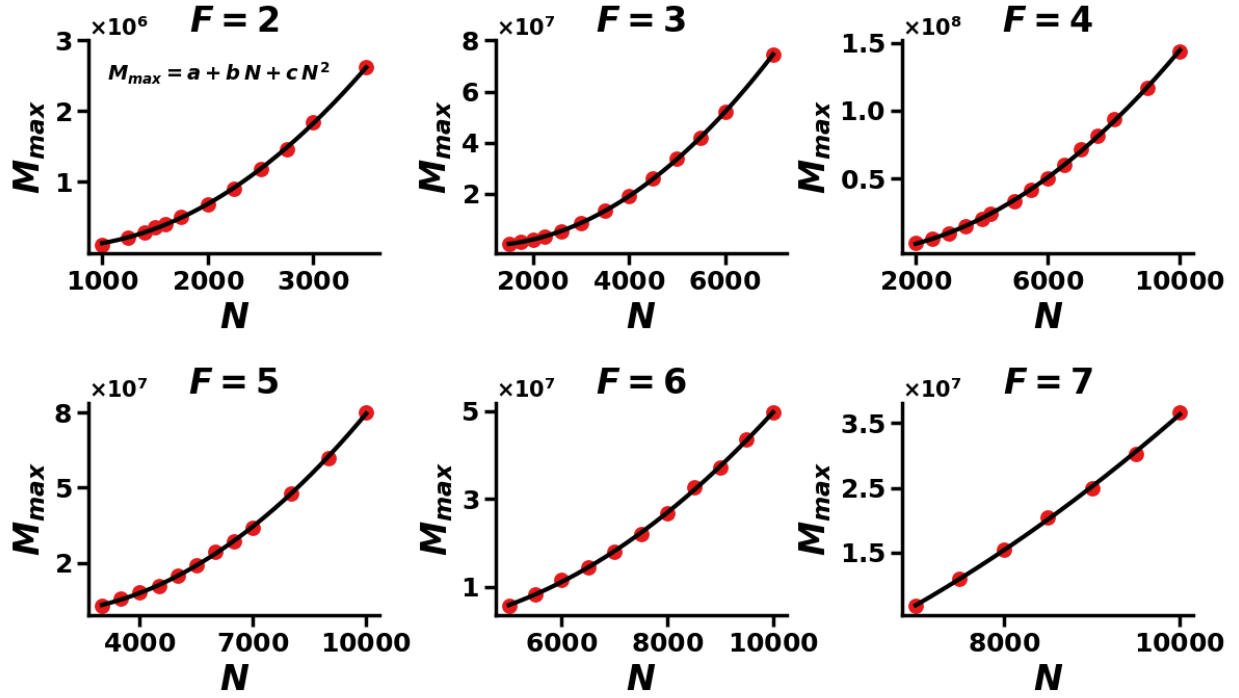 F = 2
×10⁶
M_max = a + b N + c N²
M_max
3
2
1
1000 2000 3000
N
F = 3
×10⁷
M_max
8
6
4
2
2000 4000 6000
N
F = 4
×10⁸
M_max
1.5
1.0
0.5
2000 6000 10000
N
F = 5
×10⁷
M_max
8
5
2
4000 7000 10000
N
F = 6
×10⁷
M_max
5
3
1
6000 8000 10000
N
F = 7
×10⁷
M_max
3.5
2.5
1.5
8000 10000
N